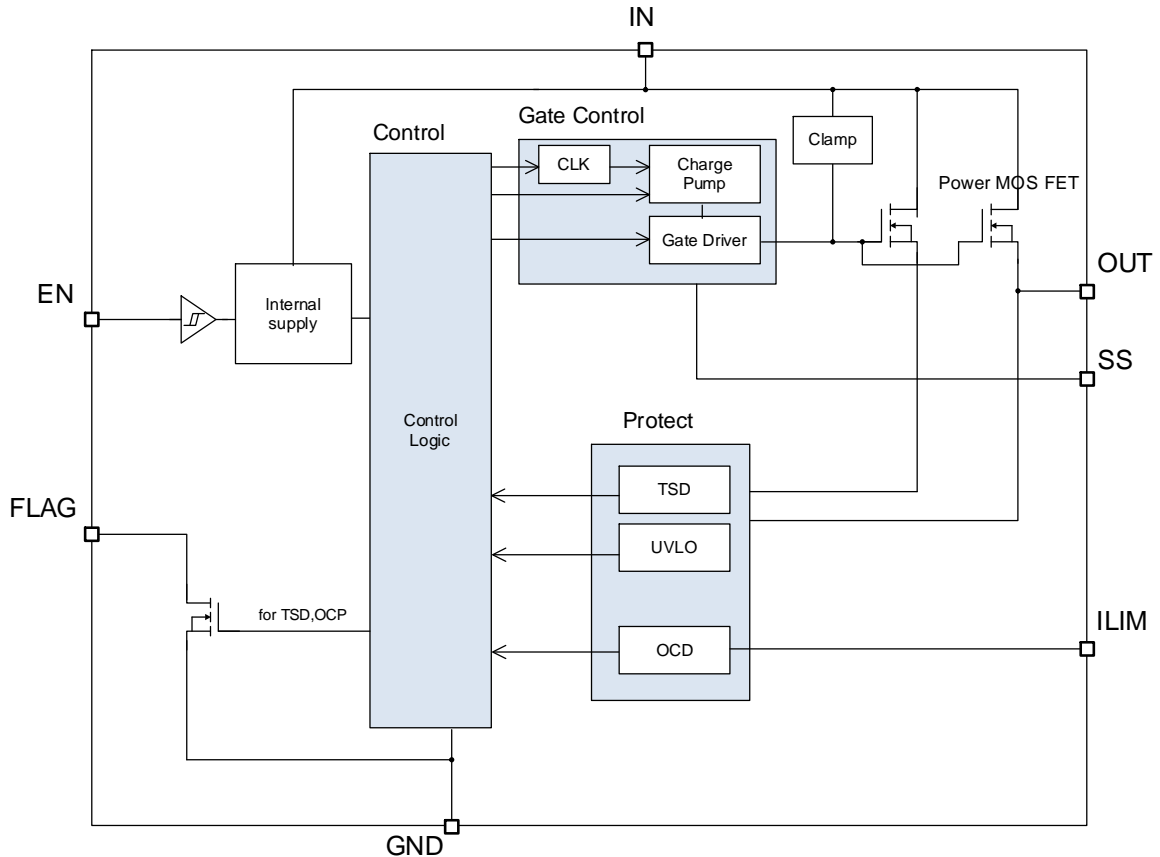 IN
Gate Control
Control
CLK
Charge
Pump
Clamp
Power MOS FET
Gate Driver
OUT
EN
Internal
supply
SS
Control
Logic
Protect
TSD
FLAG
UVLO
for TSD,OCP
ILIM
OCD
GND